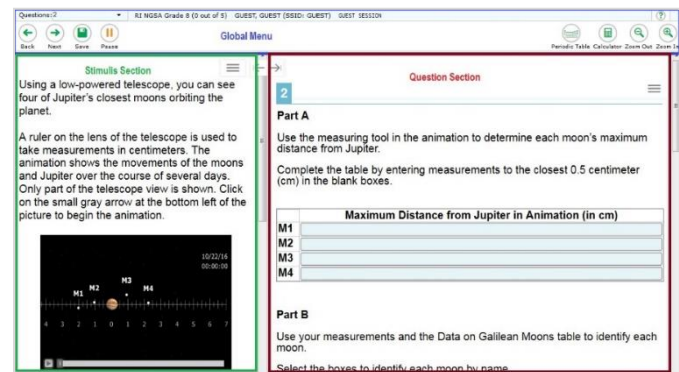 Questions:2 RI NGSA Grade 8 (0 out of 5) GUEST, GUEST (SSID: GUEST) GUEST SESSION
Back Next Save Pause
Global Menu
Periodic Table Calculator Zoom Out Zoom In
Stimulis Section
Using a low-powered telescope, you can see
four of Jupiter's closest moons orbiting the
planet.
A ruler on the lens of the telescope is used to
take measurements in centimeters. The
animation shows the movements of the moons
and Jupiter over the course of several days.
Only part of the telescope view is shown. Click
on the small gray arrow at the bottom left of the
picture to begin the animation.
10/22/16
00:00:00
M1 M2 M3 M4
4 3 2 1 0 1 2 3 4 5 6 7
Question Section
2
Part A
Use the measuring tool in the animation to determine each moon's maximum
distance from Jupiter.
Complete the table by entering measurements to the closest 0.5 centimeter
(cm) in the blank boxes.
Maximum Distance from Jupiter in Animation (in cm)
M1
M2
M3
M4
Part B
Use your measurements and the Data on Galilean Moons table to identify each
moon.
Select the boxes to identify each moon by name.